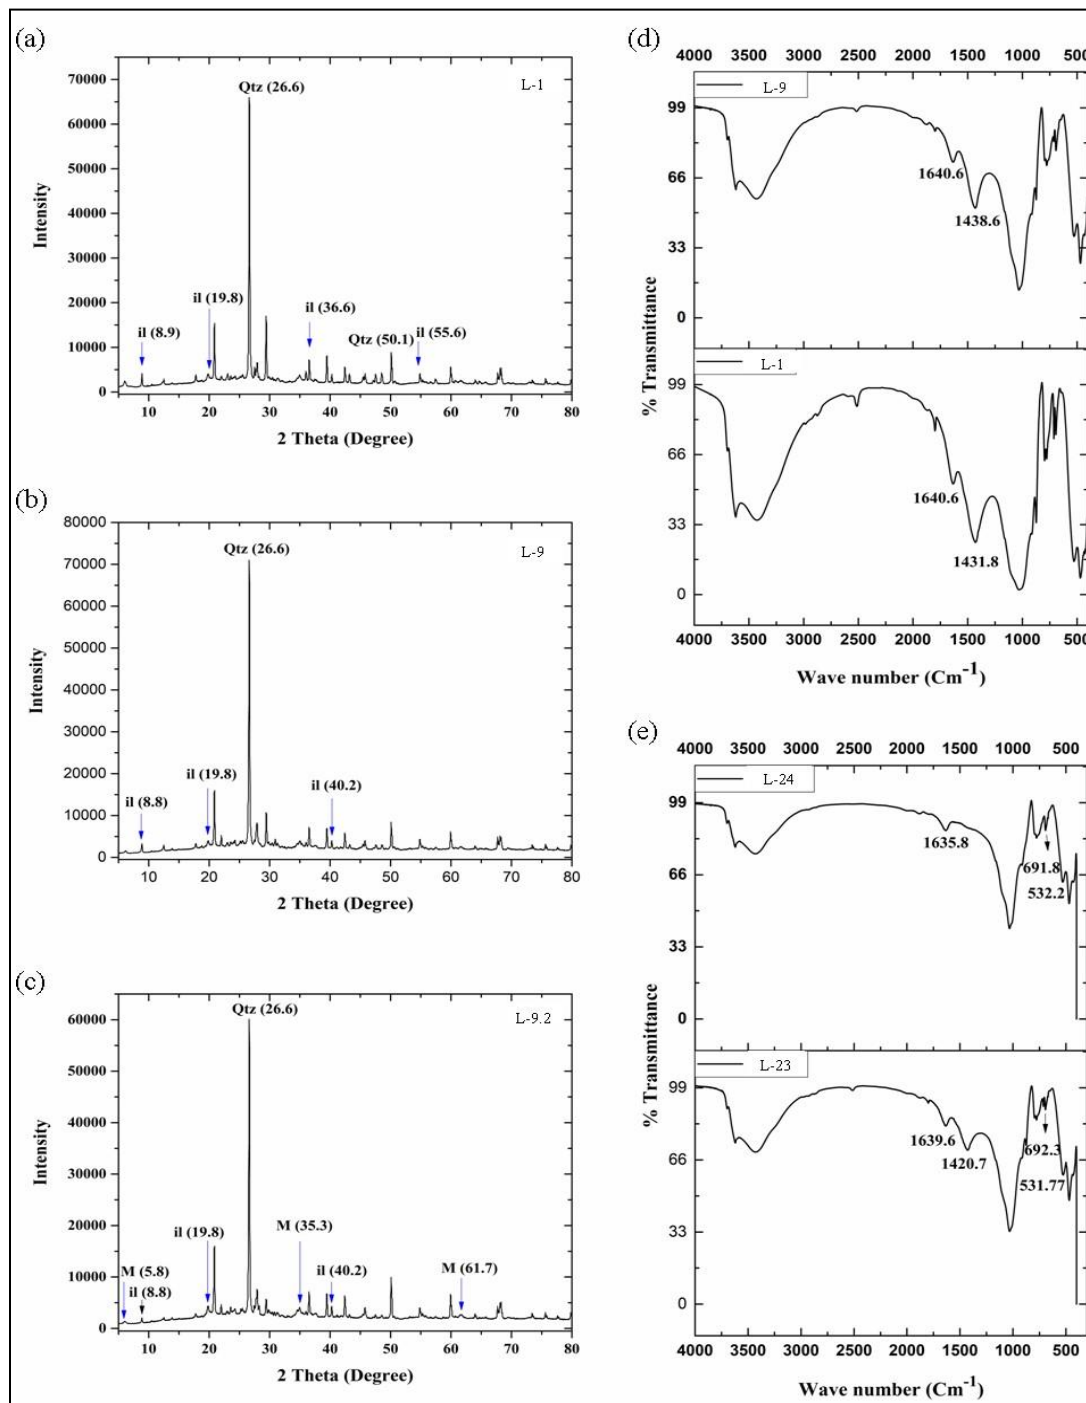 (a)
70000
60000
50000
40000
30000
20000
10000
0
Intensity
Qtz (26.6)
L-1
il (8.9)
il (19.8)
il (36.6)
Qtz (50.1)
il (55.6)
10 20 30 40 50 60 70 80
2 Theta (Degree)
(b)
80000
70000
60000
50000
40000
30000
20000
10000
0
Intensity
Qtz (26.6)
L-9
il (8.8)
il (19.8)
il (40.2)
10 20 30 40 50 60 70 80
2 Theta (Degree)
(c)
60000
50000
40000
30000
20000
10000
0
Intensity
Qtz (26.6)
L-9.2
M (5.8)
il (8.8)
il (19.8)
M (35.3)
il (40.2)
M (61.7)
10 20 30 40 50 60 70 80
2 Theta (Degree)
(d)
4000 3500 3000 2500 2000 1500 1000 500
L-9
99
66
33
0
1640.6
1438.6
% Transmittance
L-1
99
66
33
0
1640.6
1431.8
4000 3500 3000 2500 2000 1500 1000 500
Wave number (Cm-1)
(e)
4000 3500 3000 2500 2000 1500 1000 500
L-24
99
66
33
0
1635.8
691.8
532.2
% Transmittance
L-23
99
66
33
0
1639.6
1420.7
692.3
531.77
4000 3500 3000 2500 2000 1500 1000 500
Wave number (Cm-1)